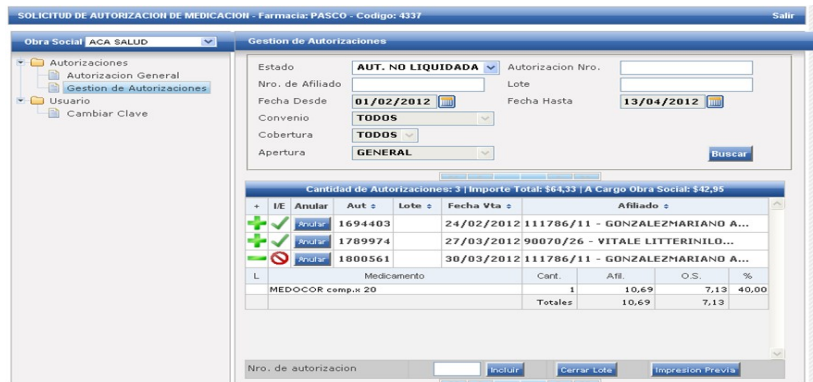 SOLICITUD DE AUTORIZACION DE MEDICACION - Farmacia: PASCO - Codigo: 4337 Salir
Obra Social ACA SALUD
Autorizaciones
Autorizacion General
Gestion de Autorizaciones
Usuario
Cambiar Clave
Gestion de Autorizaciones
Estado AUT. NO LIQUIDADA Autorizacion Nro.
Nro. de Afiliado Lote
Fecha Desde 01/02/2012 Fecha Hasta 13/04/2012
Convenio TODOS
Cobertura TODOS
Apertura GENERAL Buscar
Cantidad de Autorizaciones: 3 | Importe Total: $64,33 | A Cargo Obra Social: $42,95
+ I/E Anular Aut Lote Fecha Vta Afiliado
Anular 1694403 24/02/2012 111786/11 - GONZALEZMARIANO A...
Anular 1789974 27/03/2012 90070/26 - VITALE LITTERINILO...
Anular 1800561 30/03/2012 111786/11 - GONZALEZMARIANO A...
L Medicamento Cant. Afil. O.S. %
MEDOCOR comp.x 20 1 10,69 7,13 40,00
Totales 10,69 7,13
Nro. de autorizacion Incluir Cerrar Lote Impresion Previa